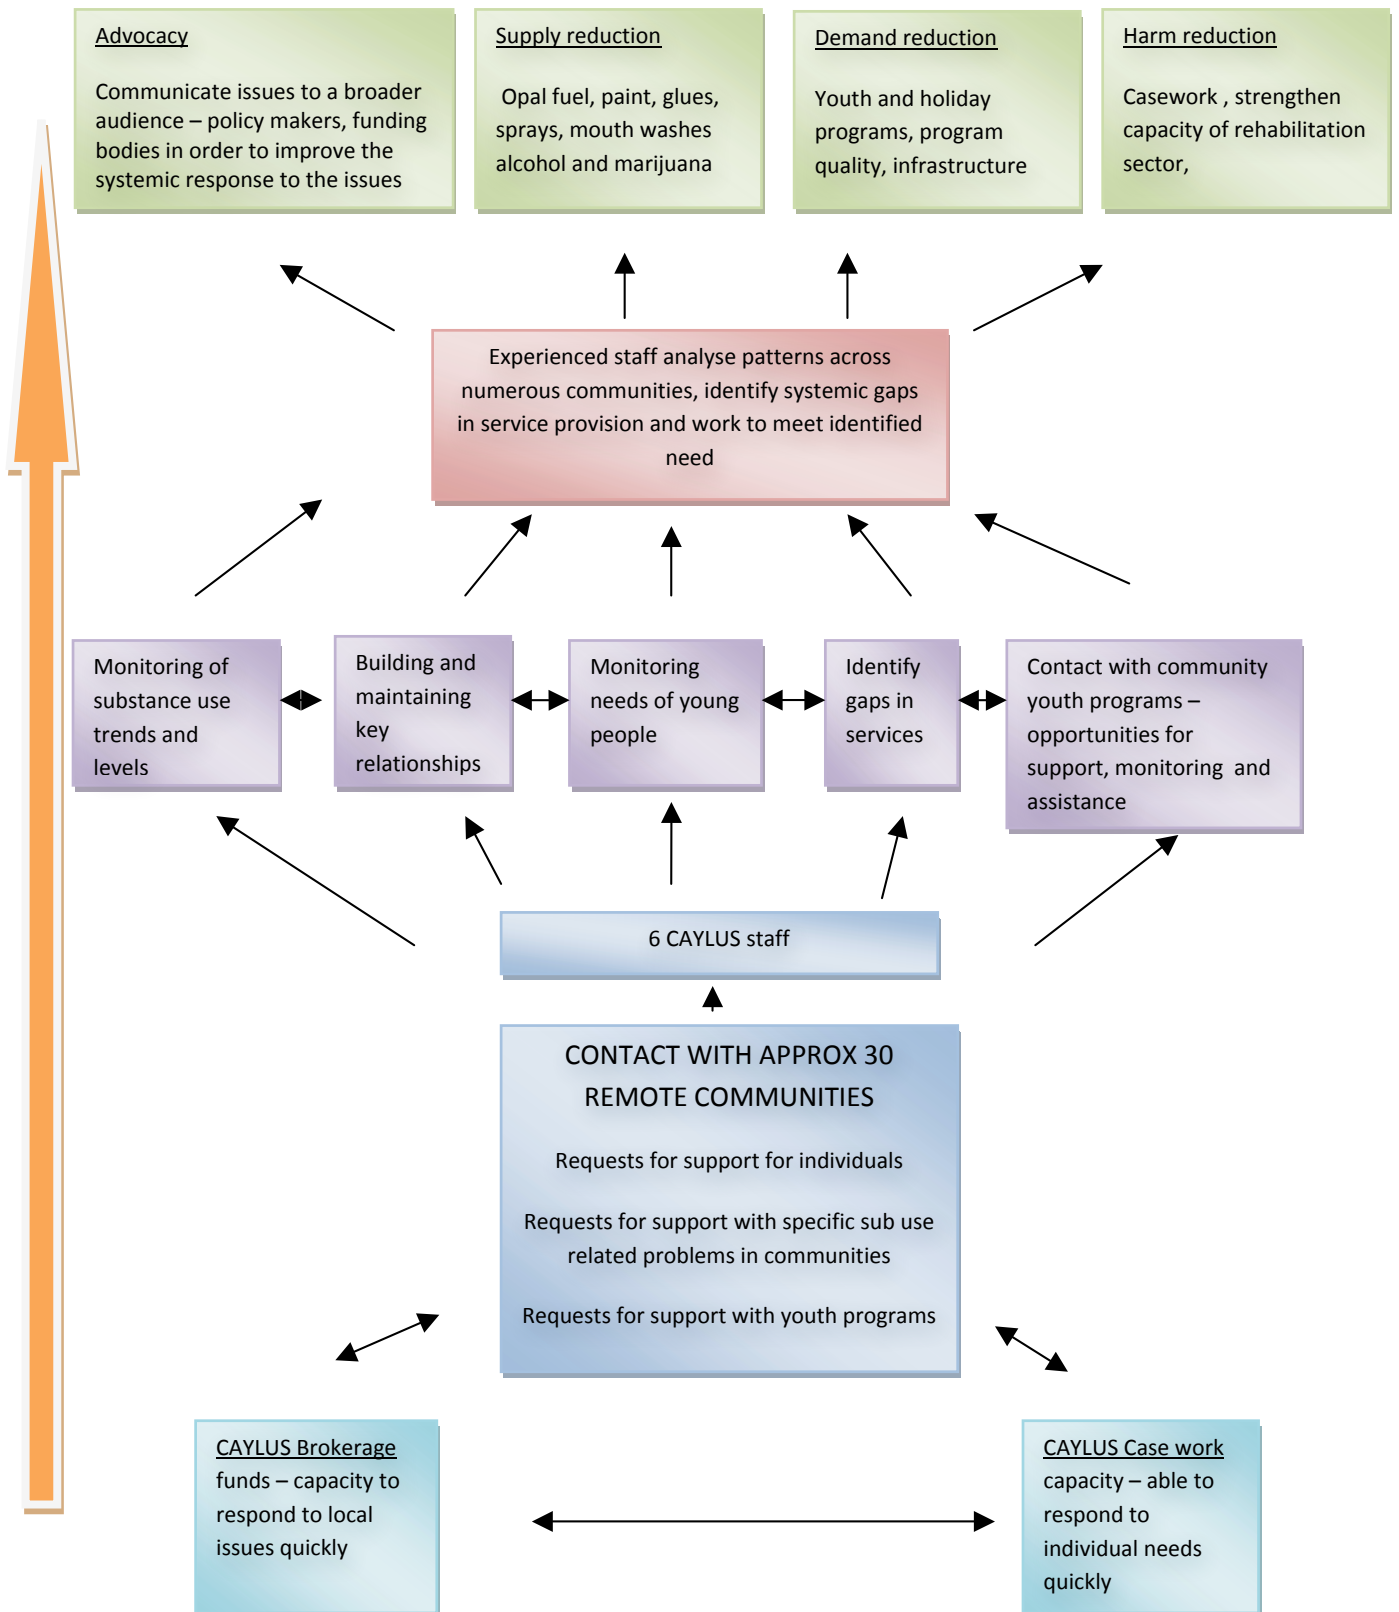 Advocacy
Communicate issues to a broader
audience – policy makers, funding
bodies in order to improve the
systemic response to the issues
Supply reduction
Opal fuel, paint, glues,
sprays, mouth washes
alcohol and marijuana
Demand reduction
Youth and holiday
programs, program
quality, infrastructure
Harm reduction
Casework , strengthen
capacity of rehabilitation
sector,
Experienced staff analyse patterns across
numerous communities, identify systemic gaps
in service provision and work to meet identified
need
Monitoring of
substance use
trends and
levels
Building and
maintaining
key
relationships
Monitoring
needs of young
people
Identify
gaps in
services
Contact with community
youth programs –
opportunities for
support, monitoring and
assistance
6 CAYLUS staff
CONTACT WITH APPROX 30
REMOTE COMMUNITIES
Requests for support for individuals
Requests for support with specific sub use
related problems in communities
Requests for support with youth programs
CAYLUS Brokerage
funds – capacity to
respond to local
issues quickly
CAYLUS Case work
capacity – able to
respond to
individual needs
quickly